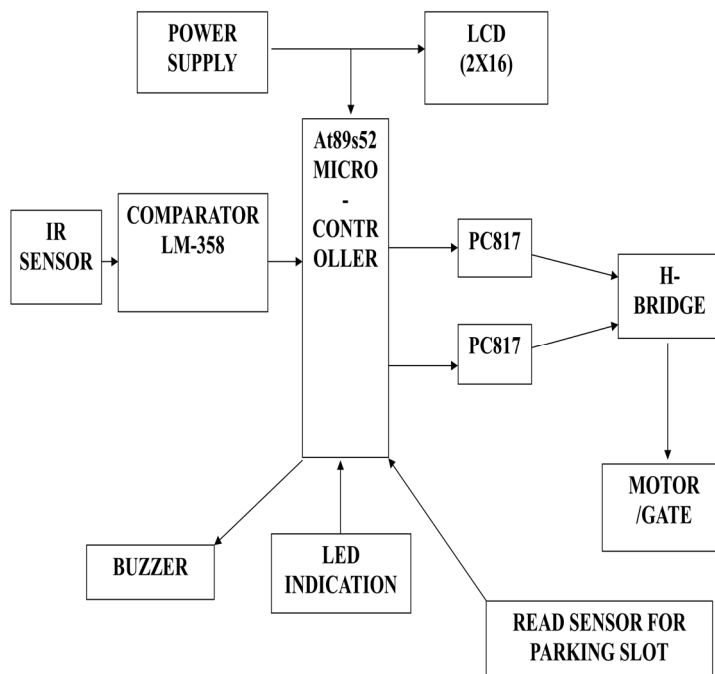 POWER
SUPPLY
LCD
(2X16)
At89s52
MICRO
-
CONTR
OLLER
IR
SENSOR
COMPARATOR
LM-358
PC817
H-
BRIDGE
PC817
MOTOR
/GATE
BUZZER
LED
INDICATION
READ SENSOR FOR
PARKING SLOT